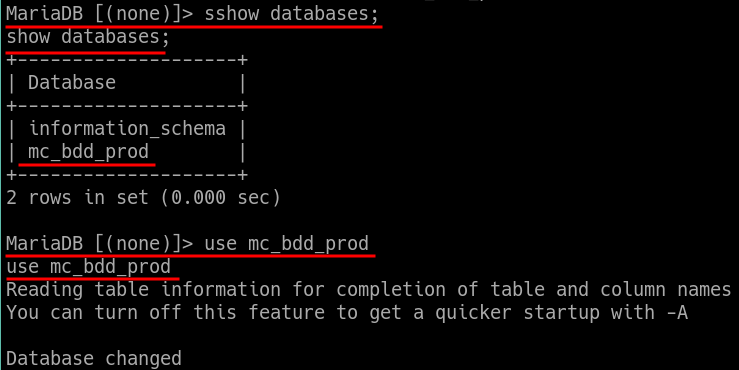 MariaDB [(none)]> sshow databases;
show databases;
+--------------------+
| Database           |
+--------------------+
| information_schema |
| mc_bdd_prod        |
+--------------------+
2 rows in set (0.000 sec)
MariaDB [(none)]> use mc_bdd_prod
use mc_bdd_prod
Reading table information for completion of table and column names
You can turn off this feature to get a quicker startup with -A
Database changed